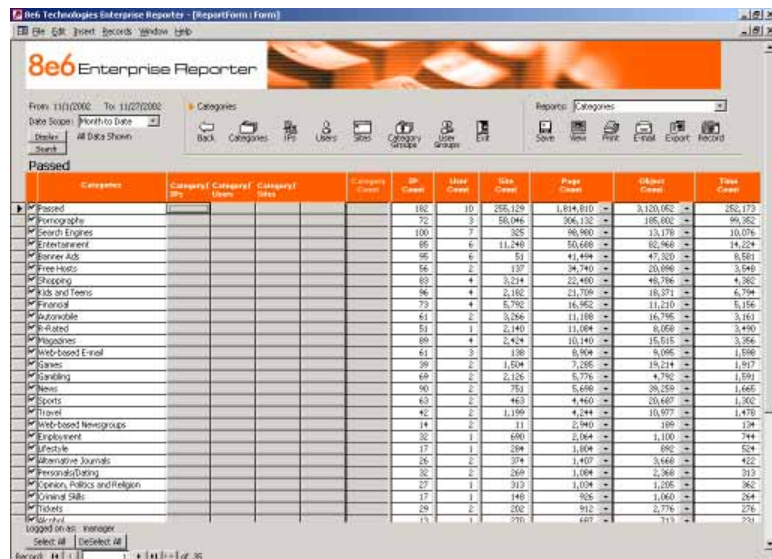 8e6 Technologies Enterprise Reporter - [ReportForm : Form]
File Edit Insert Records Window Help
8e6 Enterprise Reporter
From: 11/1/2002 To: 11/27/2002 Categories Reports: Categories
Date Scope: Month to Date
Display All Data Shown
Search
Back Categories IPs Users Sites Category Groups User Groups Exit Save View Print E-mail Export Record
Passed
Categories Category/IPs Category/Users Category/Sites Category Count IP Count User Count Site Count Page Count Object Count Time Count
Passed 182 10 255,129 1,814,810 3,120,052 252,173
Pornography 72 3 58,046 306,132 185,802 99,352
Search Engines 100 7 325 98,980 13,178 10,076
Entertainment 85 6 11,248 50,688 82,968 14,224
Banner Ads 95 6 51 41,494 47,320 8,581
Free Hosts 56 2 137 34,740 20,898 3,548
Shopping 83 4 3,214 22,480 48,786 4,382
Kids and Teens 96 4 2,182 21,709 18,371 6,794
Financial 73 4 5,792 16,952 11,210 5,156
Automobile 61 2 3,266 11,188 16,795 3,161
R-Rated 51 1 2,140 11,084 8,058 3,490
Magazines 89 4 2,424 10,140 15,515 3,356
Web-based E-mail 61 3 138 8,904 9,095 1,598
Games 39 2 1,504 7,285 19,214 1,917
Gambling 69 2 2,126 5,776 4,792 1,591
News 90 2 751 5,698 39,259 1,665
Sports 63 2 463 4,460 20,687 1,302
Travel 42 2 1,199 4,244 10,977 1,478
Web-based Newsgroups 14 2 11 2,940 189 134
Employment 32 1 690 2,064 1,100 744
Lifestyle 17 1 284 1,804 892 524
Alternative Journals 26 2 374 1,407 3,668 422
Personals/Dating 32 2 269 1,084 2,368 313
Opinion, Politics and Religion 27 1 313 1,034 1,205 362
Criminal Skills 17 1 148 926 1,060 264
Tickets 29 2 202 912 2,776 276
Alcohol 13 1 270 687 713 231
Logged on as: manager
Select All DeSelect All
Record: 1 of 35